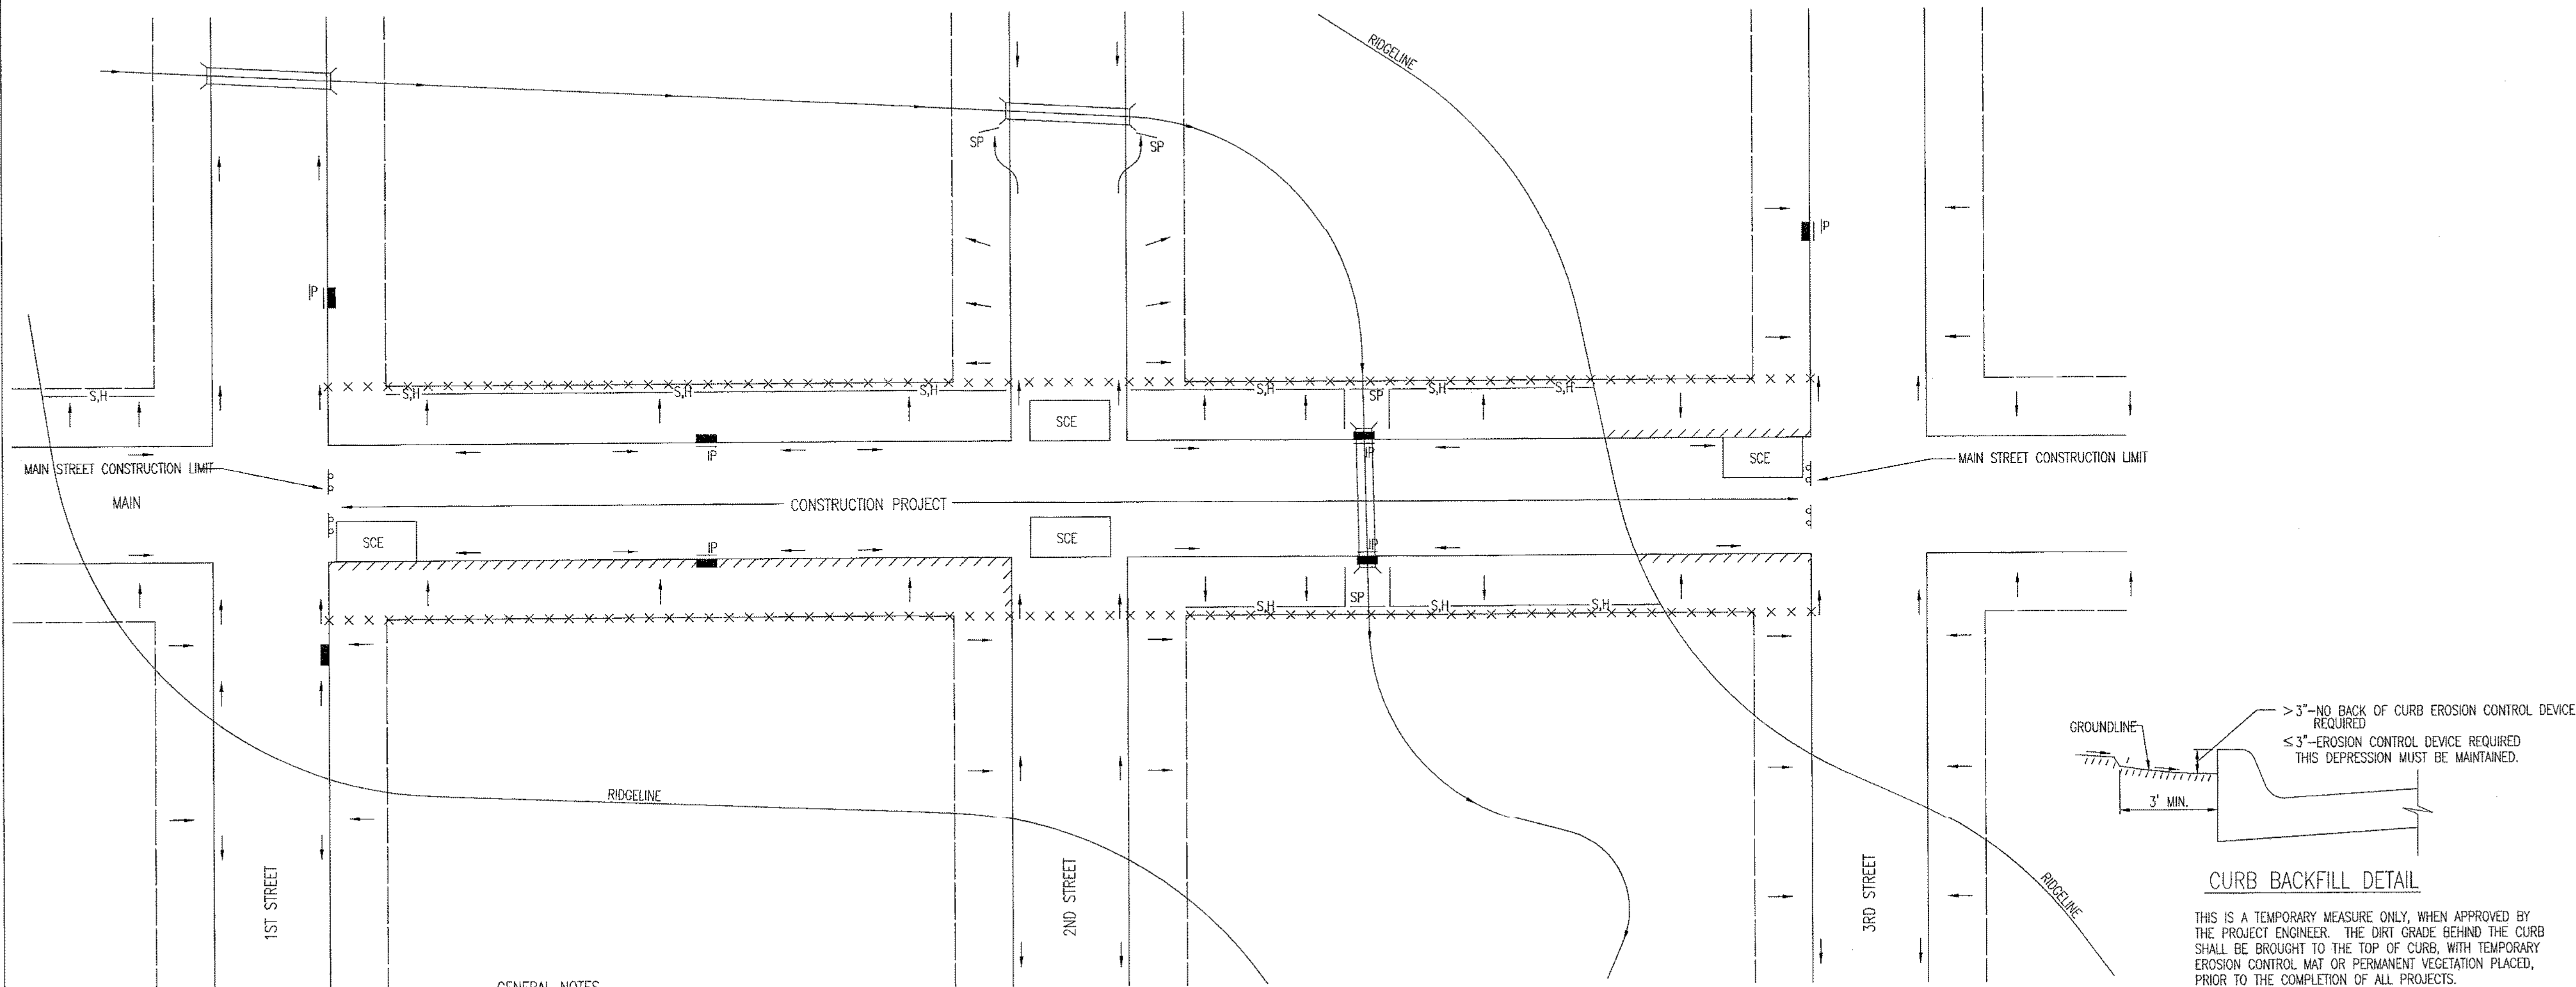 RIDGELINE
SP
SP
IP
IP
S,H
S,H
S,H
S,H
S,H
SP
S,H
S,H
SCE
IP
IP
SCE
MAIN STREET CONSTRUCTION LIMIT
MAIN STREET CONSTRUCTION LIMIT
MAIN
CONSTRUCTION PROJECT
SCE
SCE
IP
IP
S,H
SP
S,H
S,H
RIDGELINE
1ST STREET
2ND STREET
3RD STREET
RIDGELINE
GROUNDLINE
>3"-NO BACK OF CURB EROSION CONTROL DEVICE
REQUIRED
≤3"-EROSION CONTROL DEVICE REQUIRED
THIS DEPRESSION MUST BE MAINTAINED.
3' MIN.
CURB BACKFILL DETAIL
THIS IS A TEMPORARY MEASURE ONLY, WHEN APPROVED BY
THE PROJECT ENGINEER. THE DIRT GRADE BEHIND THE CURB
SHALL BE BROUGHT TO THE TOP OF CURB, WITH TEMPORARY
EROSION CONTROL MAT OR PERMANENT VEGETATION PLACED,
PRIOR TO THE COMPLETION OF ALL PROJECTS.
GENERAL NOTES